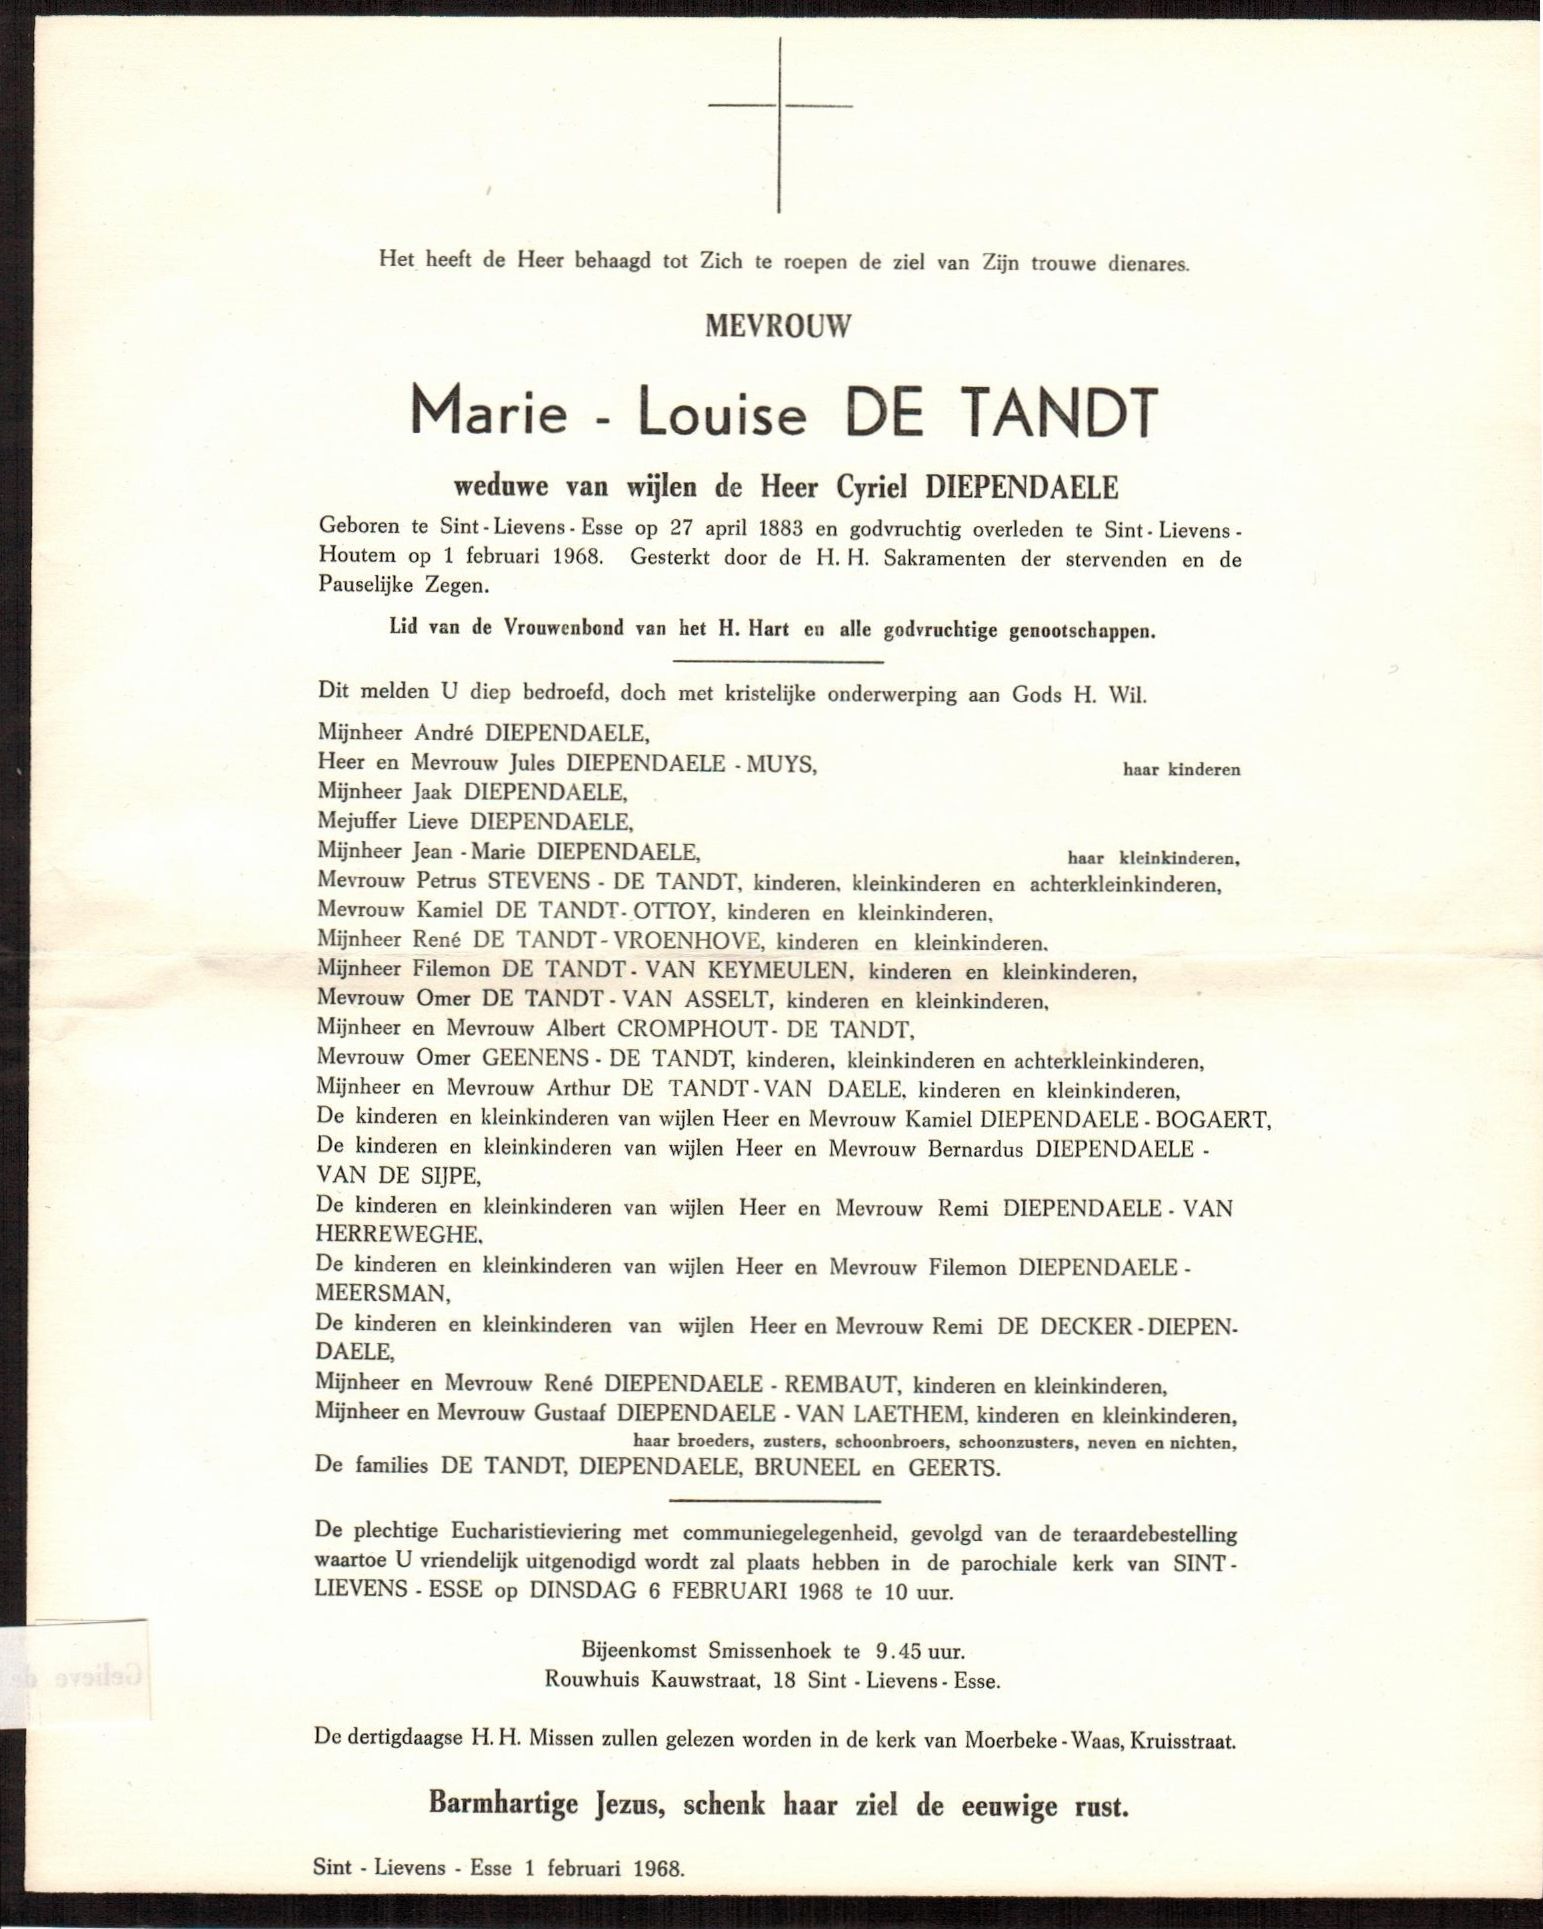 Het heeft de Heer behaagd tot Zich te roepen de ziel van Zijn trouwe dienares.
MEVROUW
Marie - Louise DE TANDT
weduwe van wijlen de Heer Cyriel DIEPENDAELE
Geboren te Sint - Lievens - Esse op 27 april 1883 en godvruchtig overleden te Sint - Lievens -
Houtem op 1 februari 1968. Gesterkt door de H. H. Sakramenten der stervenden en de
Pauselijke Zegen.
Lid van de Vrouwenbond van het H. Hart en alle godvruchtige genootschappen.
Dit melden U diep bedroefd, doch met kristelijke onderwerping aan Gods H. Wil.
Mijnheer André DIEPENDAELE,
Heer en Mevrouw Jules DIEPENDAELE - MUYS, haar kinderen
Mijnheer Jaak DIEPENDAELE,
Mejuffer Lieve DIEPENDAELE,
Mijnheer Jean - Marie DIEPENDAELE, haar kleinkinderen,
Mevrouw Petrus STEVENS - DE TANDT, kinderen, kleinkinderen en achterkleinkinderen,
Mevrouw Kamiel DE TANDT - OTTOY, kinderen en kleinkinderen,
Mijnheer René DE TANDT - VROENHOVE, kinderen en kleinkinderen.
Mijnheer Filemon DE TANDT - VAN KEYMEULEN, kinderen en kleinkinderen,
Mevrouw Omer DE TANDT - VAN ASSELT, kinderen en kleinkinderen,
Mijnheer en Mevrouw Albert CROMPHOUT - DE TANDT,
Mevrouw Omer GEENENS - DE TANDT, kinderen, kleinkinderen en achterkleinkinderen,
Mijnheer en Mevrouw Arthur DE TANDT - VAN DAELE, kinderen en kleinkinderen,
De kinderen en kleinkinderen van wijlen Heer en Mevrouw Kamiel DIEPENDAELE - BOGAERT,
De kinderen en kleinkinderen van wijlen Heer en Mevrouw Bernardus DIEPENDAELE -
VAN DE SIJPE,
De kinderen en kleinkinderen van wijlen Heer en Mevrouw Remi DIEPENDAELE - VAN
HERREWEGHE,
De kinderen en kleinkinderen van wijlen Heer en Mevrouw Filemon DIEPENDAELE -
MEERSMAN,
De kinderen en kleinkinderen van wijlen Heer en Mevrouw Remi DE DECKER - DIEPEN-
DAELE,
Mijnheer en Mevrouw René DIEPENDAELE - REMBAUT, kinderen en kleinkinderen,
Mijnheer en Mevrouw Gustaaf DIEPENDAELE - VAN LAETHEM, kinderen en kleinkinderen,
haar broeders, zusters, schoonbroers, schoonzusters, neven en nichten,
De families DE TANDT, DIEPENDAELE, BRUNEEL en GEERTS.
De plechtige Eucharistieviering met communiegelegenheid, gevolgd van de teraardebestelling
waartoe U vriendelijk uitgenodigd wordt zal plaats hebben in de parochiale kerk van SINT -
LIEVENS - ESSE op DINSDAG 6 FEBRUARI 1968 te 10 uur.
Bijeenkomst Smissenhoek te 9.45 uur.
Rouwhuis Kauwstraat, 18 Sint - Lievens - Esse.
Gelieve de
De dertigdaagse H. H. Missen zullen gelezen worden in de kerk van Moerbeke - Waas, Kruisstraat.
Barmhartige Jezus, schenk haar ziel de eeuwige rust.
Sint - Lievens - Esse 1 februari 1968.